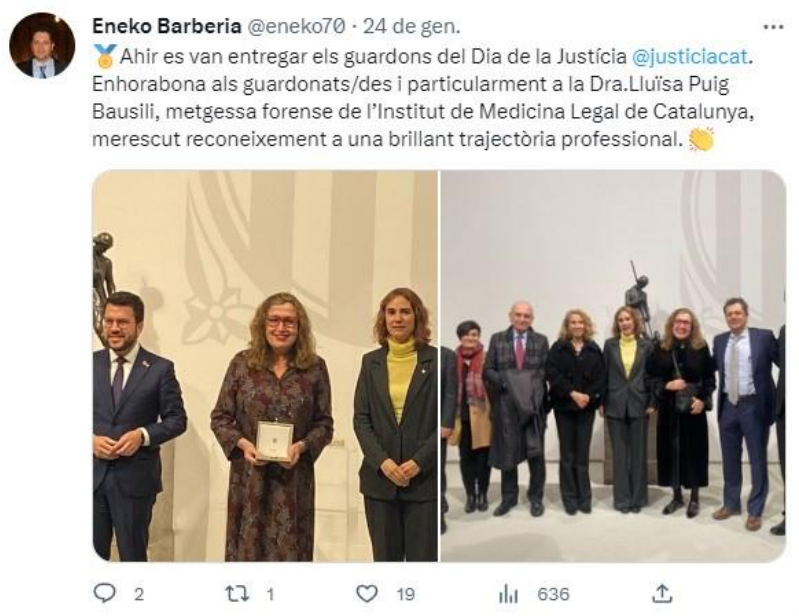 Eneko Barberia @eneko70 · 24 de gen.
Ahir es van entregar els guardons del Dia de la Justícia @justiciacat.
Enhorabona als guardonats/des i particularment a la Dra.Lluïsa Puig
Bausili, metgessa forense de l’Institut de Medicina Legal de Catalunya,
merescut reconeixement a una brillant trajectòria professional.
2 1 19 636